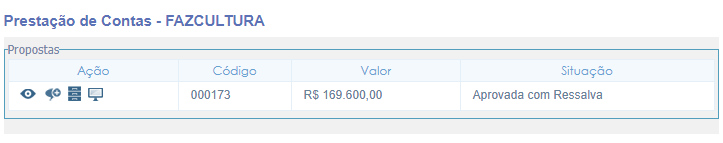 Prestação de Contas - FAZCULTURA
Propostas
Ação Código Valor Situação
000173 R$ 169.600,00 Aprovada com Ressalva